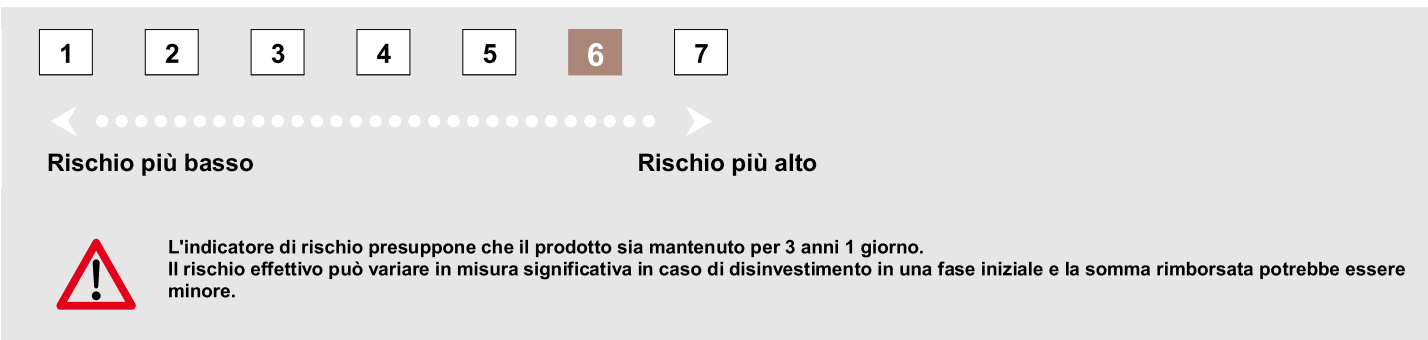 1 2 3 4 5 6 7
Rischio più basso Rischio più alto
L'indicatore di rischio presuppone che il prodotto sia mantenuto per 3 anni 1 giorno.
Il rischio effettivo può variare in misura significativa in caso di disinvestimento in una fase iniziale e la somma rimborsata potrebbe essere
minore.